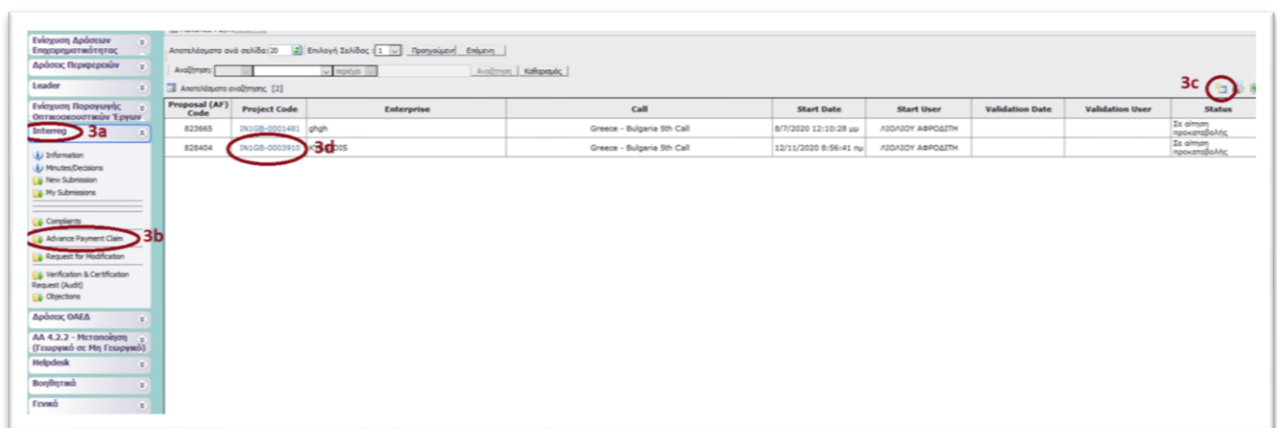 Ενίσχυση Δράσεων
Επιχειρηματικότητας
Δράσεις Περιφερειών
Leader
Ενίσχυση Παραγωγής
Οπτικοακουστικών Έργων
Interreg 3a
Information
Minutes/Decisions
New Submission
My Submissions
Complaints
Advance Payment Claim 3b
Request for Modification
Verification & Certification
Request (Audit)
Objections
Δράσεις ΟΑΕΔ
ΑΑ 4.2.2 - Μεταποίηση
(Γεωργικό σε Μη Γεωργικό)
Helpdesk
Βοηθητικά
Γενικά
Αποτελέσματα ανά σελίδα: 20 Επιλογή Σελίδας : 1 Προηγούμενη Επόμενη
Αναζήτηση: περιέχει Αναζήτηση Καθαρισμός
Αποτελέσματα αναζήτησης [2]
3c
Proposal (AF) Code Project Code Enterprise Call Start Date Start User Validation Date Validation User Status
823665 IN1GB-0001481 ghgh Greece - Bulgaria 5th Call 8/7/2020 12:10:28 μμ ΛΙΟΛΙΟΥ ΑΦΡΟΔΙΤΗ Σε αίτηση προκαταβολής
828404 IN1GB-0003910 3d Greece - Bulgaria 5th Call 12/11/2020 8:56:41 πμ ΛΙΟΛΙΟΥ ΑΦΡΟΔΙΤΗ Σε αίτηση προκαταβολής